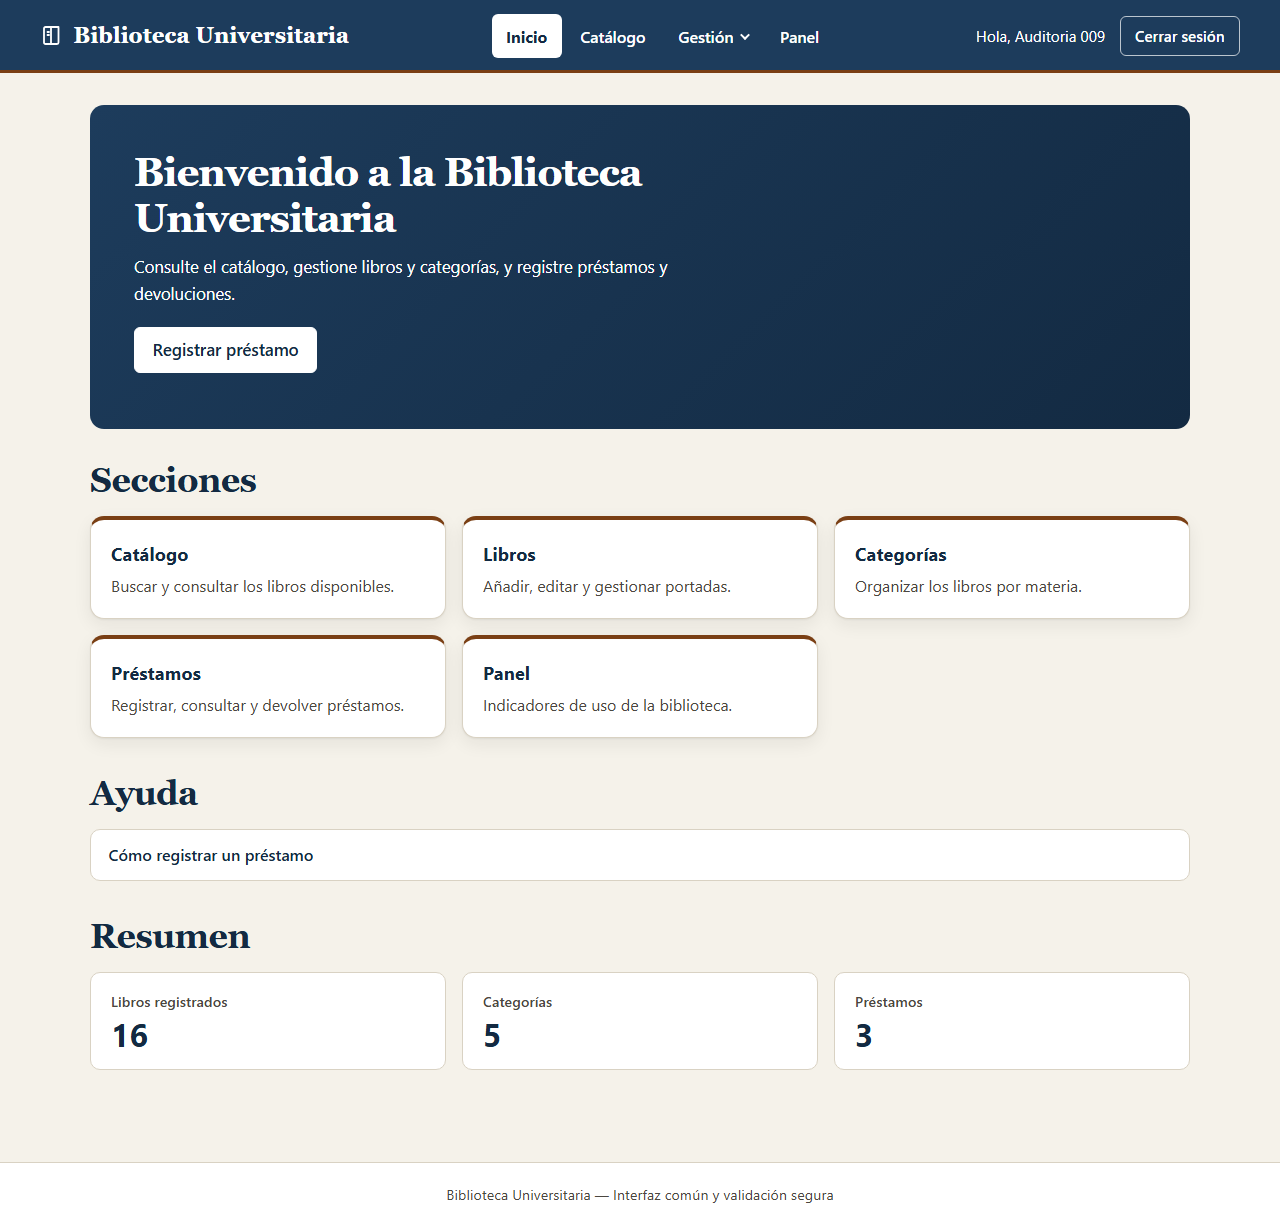 Biblioteca Universitaria
Inicio
Catálogo
Gestión
Panel
Hola, Auditoria 009
Cerrar sesión
Bienvenido a la Biblioteca
Universitaria
Consulte el catálogo, gestione libros y categorías, y registre préstamos y
devoluciones.
Registrar préstamo
Secciones
Catálogo
Buscar y consultar los libros disponibles.
Libros
Añadir, editar y gestionar portadas.
Categorías
Organizar los libros por materia.
Préstamos
Registrar, consultar y devolver préstamos.
Panel
Indicadores de uso de la biblioteca.
Ayuda
Cómo registrar un préstamo
Resumen
Libros registrados
16
Categorías
5
Préstamos
3
Biblioteca Universitaria — Interfaz común y validación segura